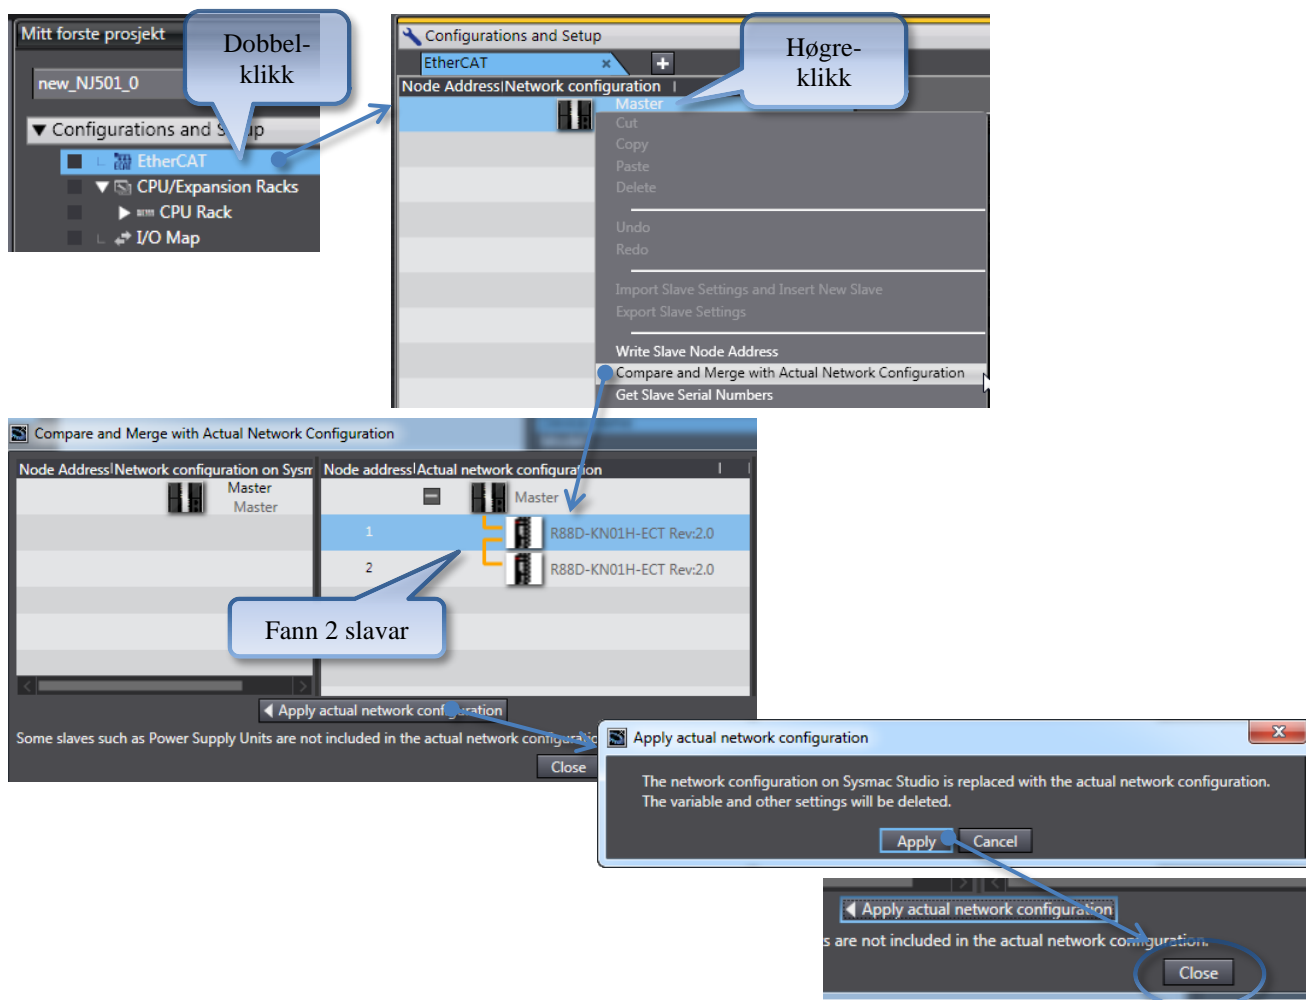 Mitt forste prosjekt
Dobbel-
klikk
new_NJ501_0
Configurations and Setup
EtherCAT
CPU/Expansion Racks
CPU Rack
I/O Map
Configurations and Setup
EtherCAT
Høgre-
klikk
Node Address Network configuration
Master
Cut
Copy
Paste
Delete
Undo
Redo
Import Slave Settings and Insert New Slave
Export Slave Settings
Write Slave Node Address
Compare and Merge with Actual Network Configuration
Get Slave Serial Numbers
Compare and Merge with Actual Network Configuration
Node Address Network configuration on Sysm
Master
Master
Node address Actual network configuration
Master
1 R88D-KN01H-ECT Rev:2.0
2 R88D-KN01H-ECT Rev:2.0
Fann 2 slavar
Apply actual network configuration
Some slaves such as Power Supply Units are not included in the actual network configuratio
Close
Apply actual network configuration
The network configuration on Sysmac Studio is replaced with the actual network configuration.
The variable and other settings will be deleted.
Apply Cancel
Apply actual network configuration
s are not included in the actual network configuration.
Close